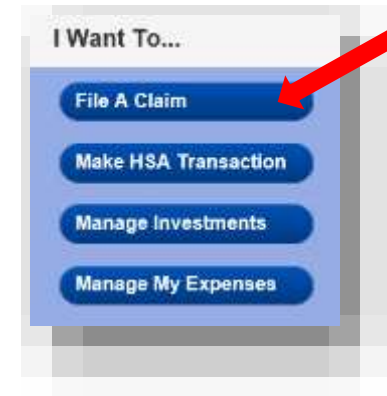 I Want To...
File A Claim
Make HSA Transaction
Manage Investments
Manage My Expenses